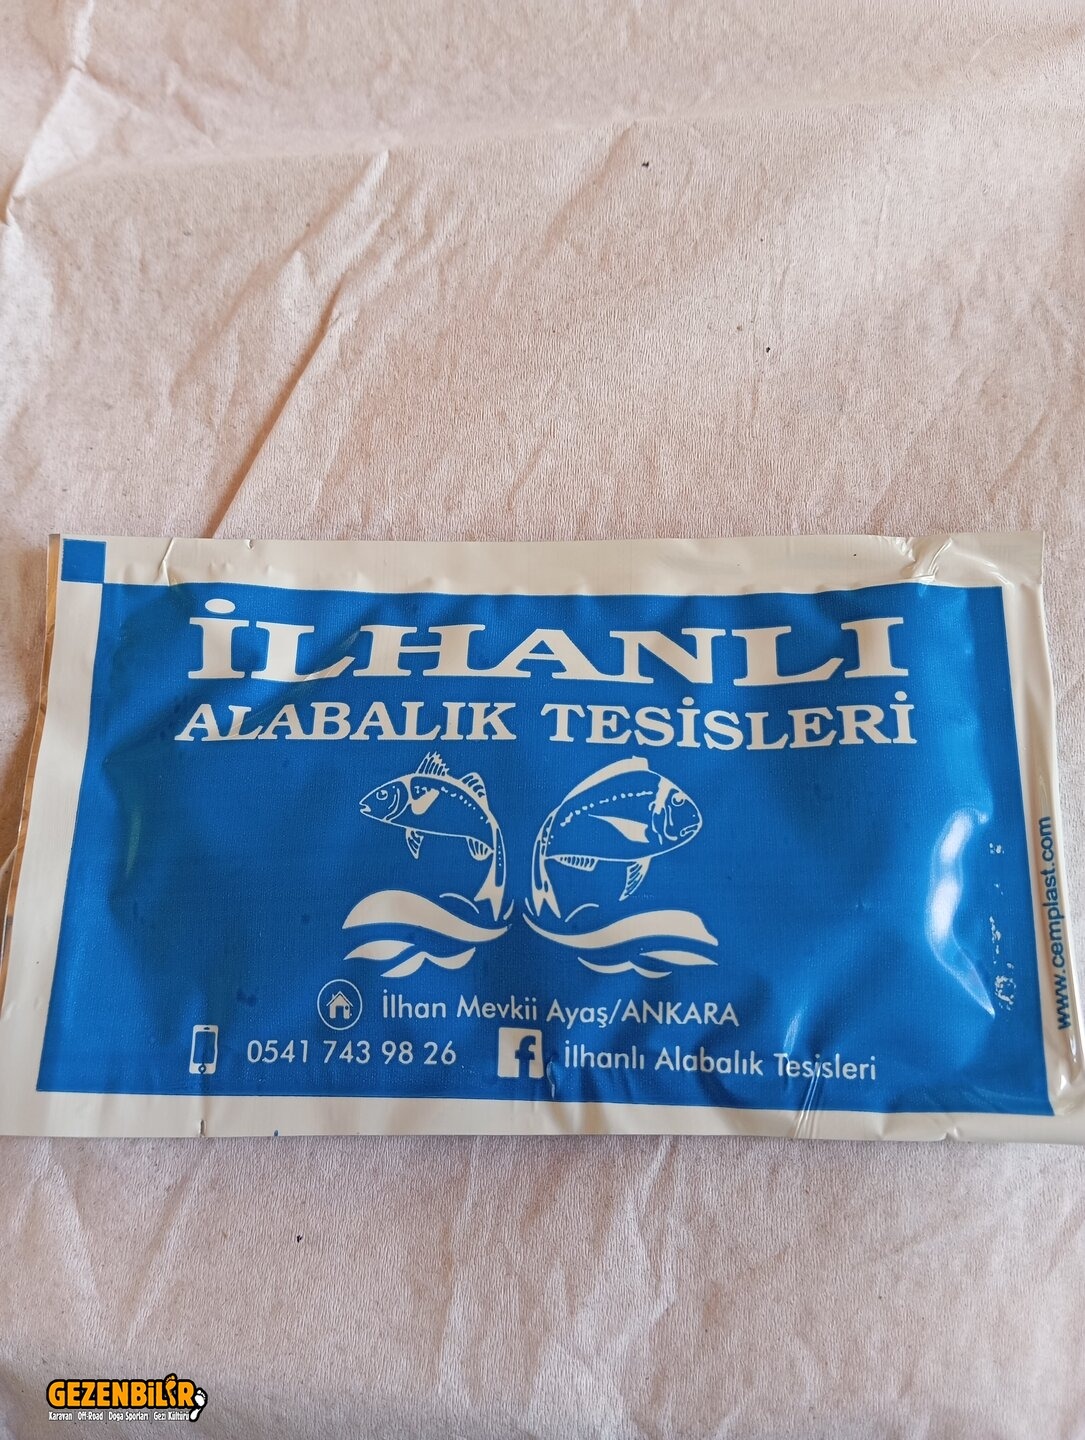 İLHANLI
ALABALIK TESİSLERİ
İlhan Mevkii Ayaş/ANKARA
0541 743 98 26
f İlhanlı Alabalık Tesisleri
www.cemplast.com
GEZENBİLİR
Karavan Off-Road Doğa Sporları Gezi Kültürü